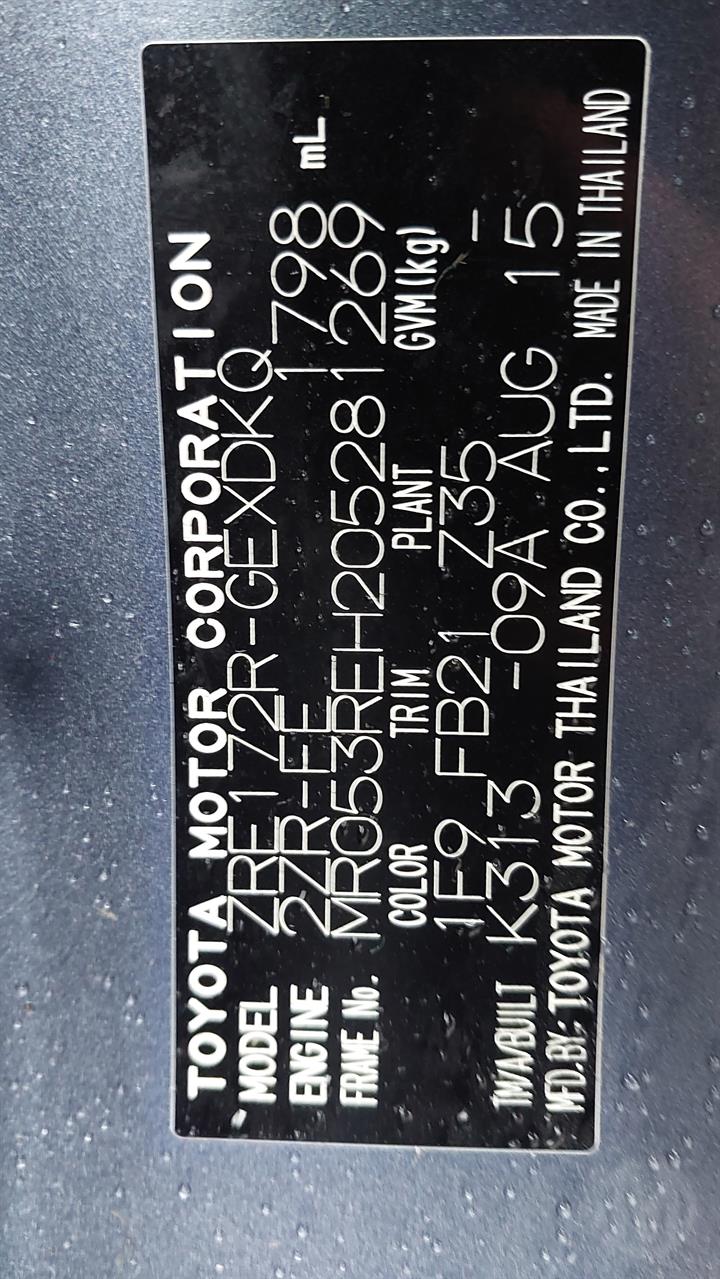 TOYOTA MOTOR CORPORATION
MODEL ZRE172R-GEXDKQ
ENGINE 2ZR-FE 1798 mL
FRAME No. MR053REH205281269
COLOR TRIM PLANT GVM(kg)
1F9 FB21 Z35 -
TM/A/BUILT K313 -09A AUG 15
MFD.BY: TOYOTA MOTOR THAILAND CO.,LTD. MADE IN THAILAND